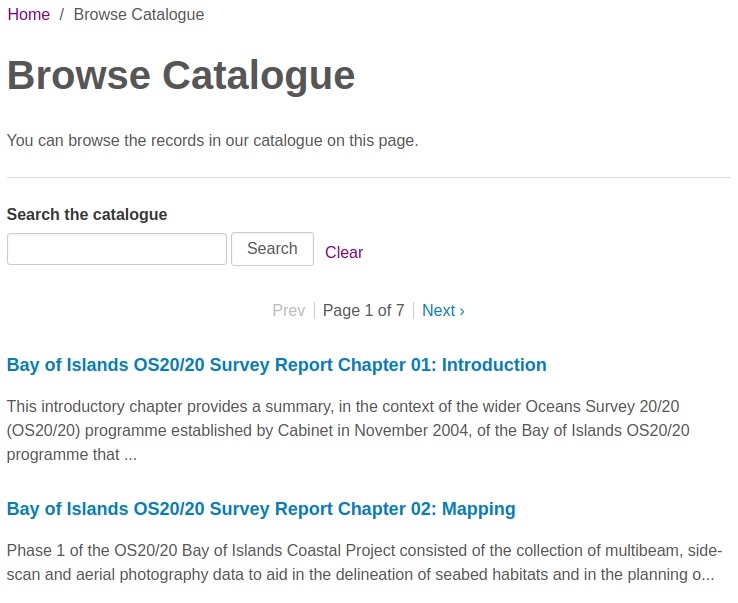 Home / Browse Catalogue
Browse Catalogue
You can browse the records in our catalogue on this page.
Search the catalogue
Search Clear
Prev Page 1 of 7 Next ›
Bay of Islands OS20/20 Survey Report Chapter 01: Introduction
This introductory chapter provides a summary, in the context of the wider Oceans Survey 20/20
(OS20/20) programme established by Cabinet in November 2004, of the Bay of Islands OS20/20
programme that ...
Bay of Islands OS20/20 Survey Report Chapter 02: Mapping
Phase 1 of the OS20/20 Bay of Islands Coastal Project consisted of the collection of multibeam, side-
scan and aerial photography data to aid in the delineation of seabed habitats and in the planning o...